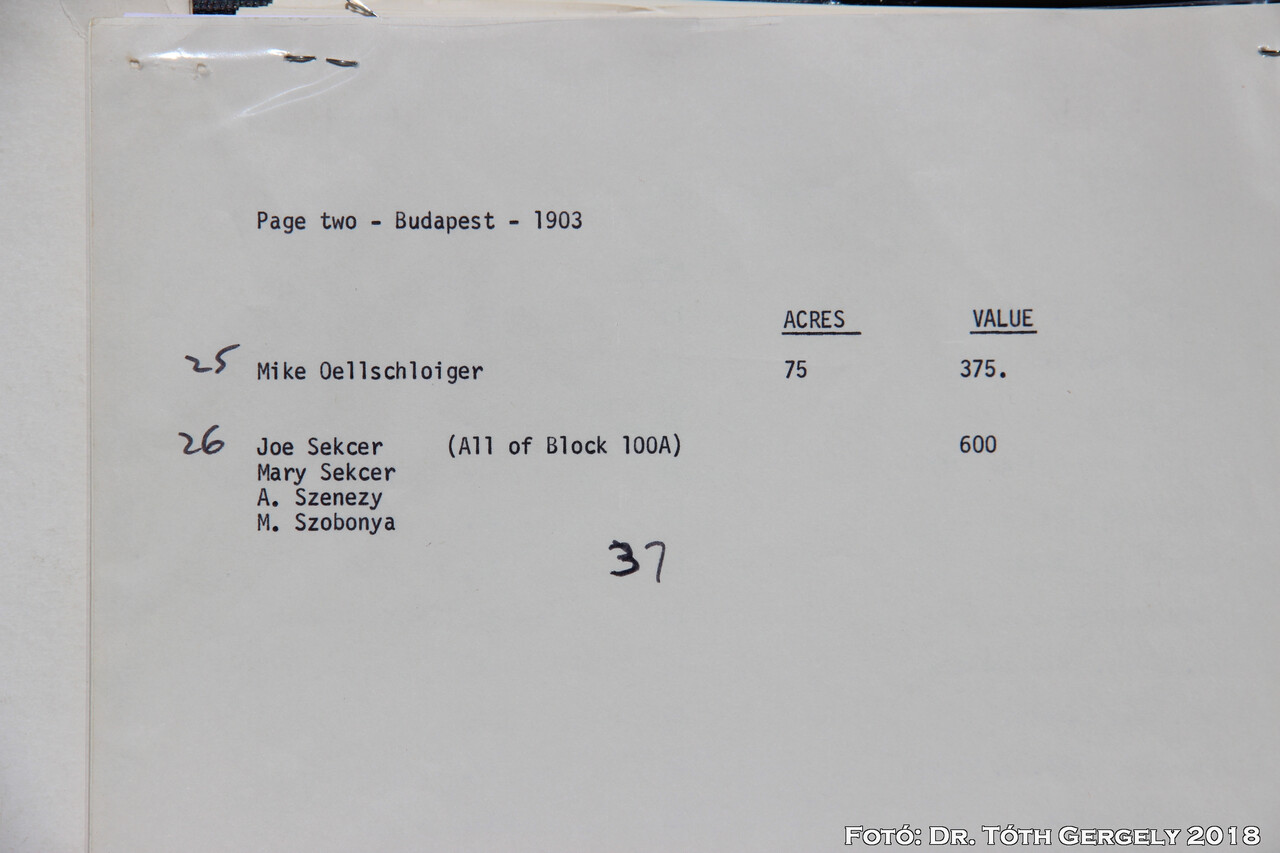 Page two - Budapest - 1903
ACRES VALUE
25 Mike Oellschloiger 75 375.
26 Joe Sekcer (All of Block 100A) 600
Mary Sekcer
A. Szenezy
M. Szobonya
37
Fotó: Dr. Tóth Gergely 2018